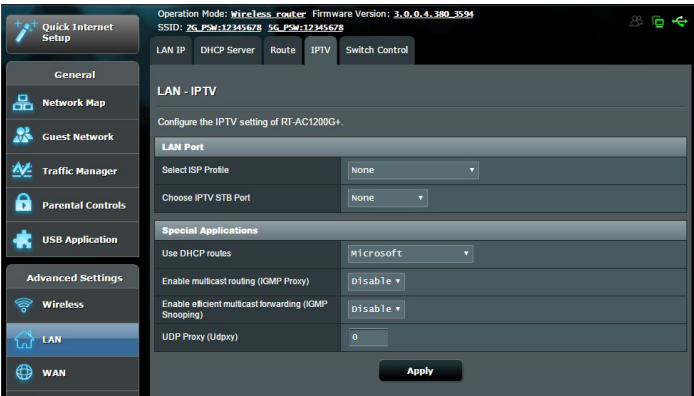 Quick Internet
Setup
General
Network Map
Guest Network
Traffic Manager
Parental Controls
USB Application
Advanced Settings
Wireless
LAN
WAN
Operation Mode: Wireless router Firmware Version: 3.0.0.4.380_3594
SSID: 2G_PSW:12345678 5G_PSW:12345678
LAN IP DHCP Server Route IPTV Switch Control
LAN - IPTV
Configure the IPTV setting of RT-AC1200G+.
LAN Port
Select ISP Profile None
Choose IPTV STB Port None
Special Applications
Use DHCP routes Microsoft
Enable multicast routing (IGMP Proxy) Disable
Enable efficient multicast forwarding (IGMP
Snooping) Disable
UDP Proxy (Udpxy) 0
Apply